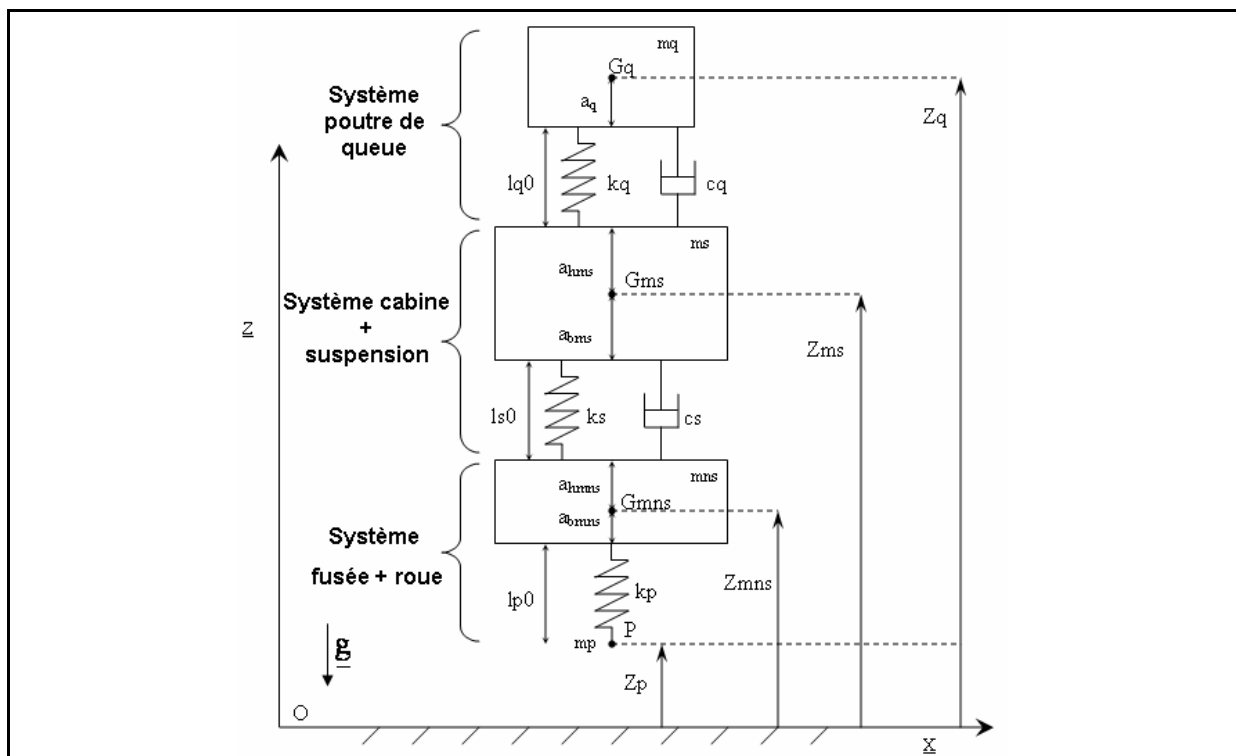 mq
Gq
aq
Système
poutre de
queue
Zq
lq0
kq
cq
ms
ahms
Gms
Système cabine
+
suspension
z
abms
Zms
ls0
ks
cs
mns
ahmns
Gmns
abmns
Système
fusée + roue
Zmns
lp0
kp
P
mp
g
Zp
O
x